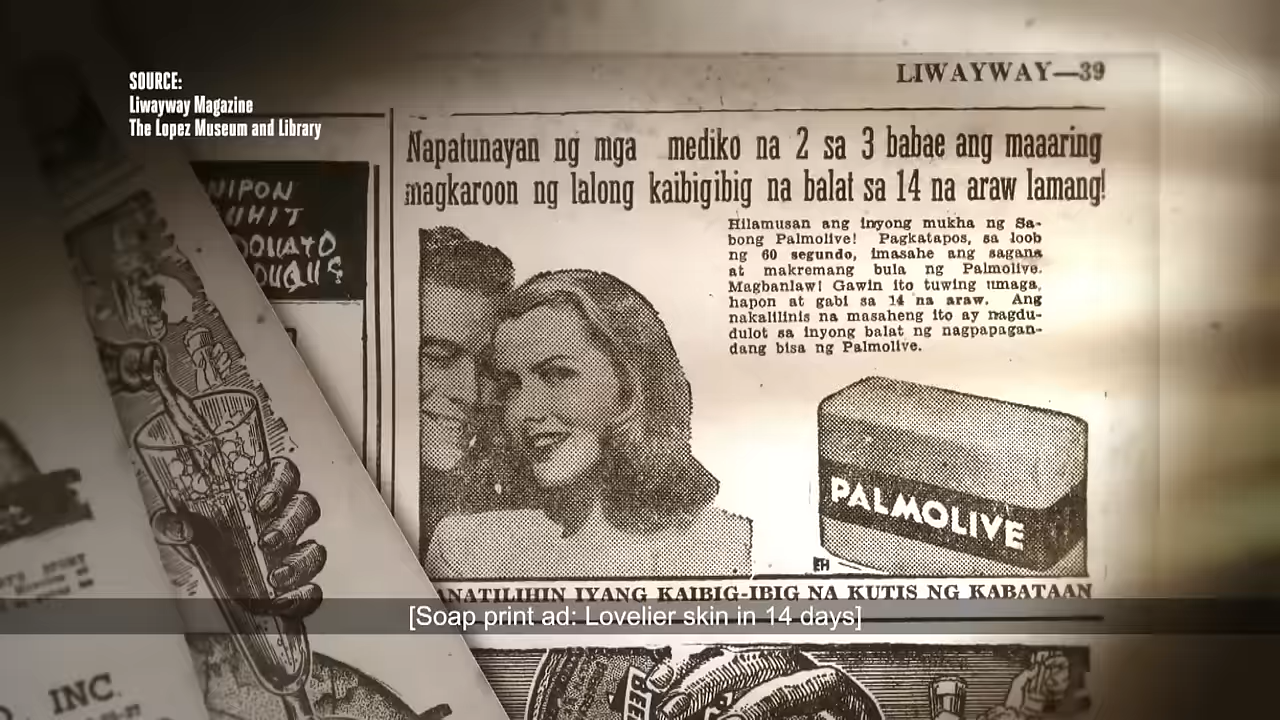 SOURCE:
Liwayway Magazine
The Lopez Museum and Library
LIWAYWAY—39
Napatunayan ng mga mediko na 2 sa 3 babae ang maaaring
magkaroon ng lalong kaibigibig na balat sa 14 na araw lamang!
Hilamusan ang inyong mukha ng Sa-
bong Palmolive! Pagkatapos, sa loob
ng 60 segundo, imasahe ang sagana
at makremang bula ng Palmolive.
Magbanlaw! Gawin ito tuwing umaga,
hapon at gabi sa 14 na araw. Ang
nakalilinis na masaheng ito ay nagdu-
dulot sa inyong balat ng nagpapagan-
dang bisa ng Palmolive.
PALMOLIVE
EH
IYANG KAIBIG-IBIG NA KUTIS NG KABATAAN
[Soap print ad: Lovelier skin in 14 days]
INC.